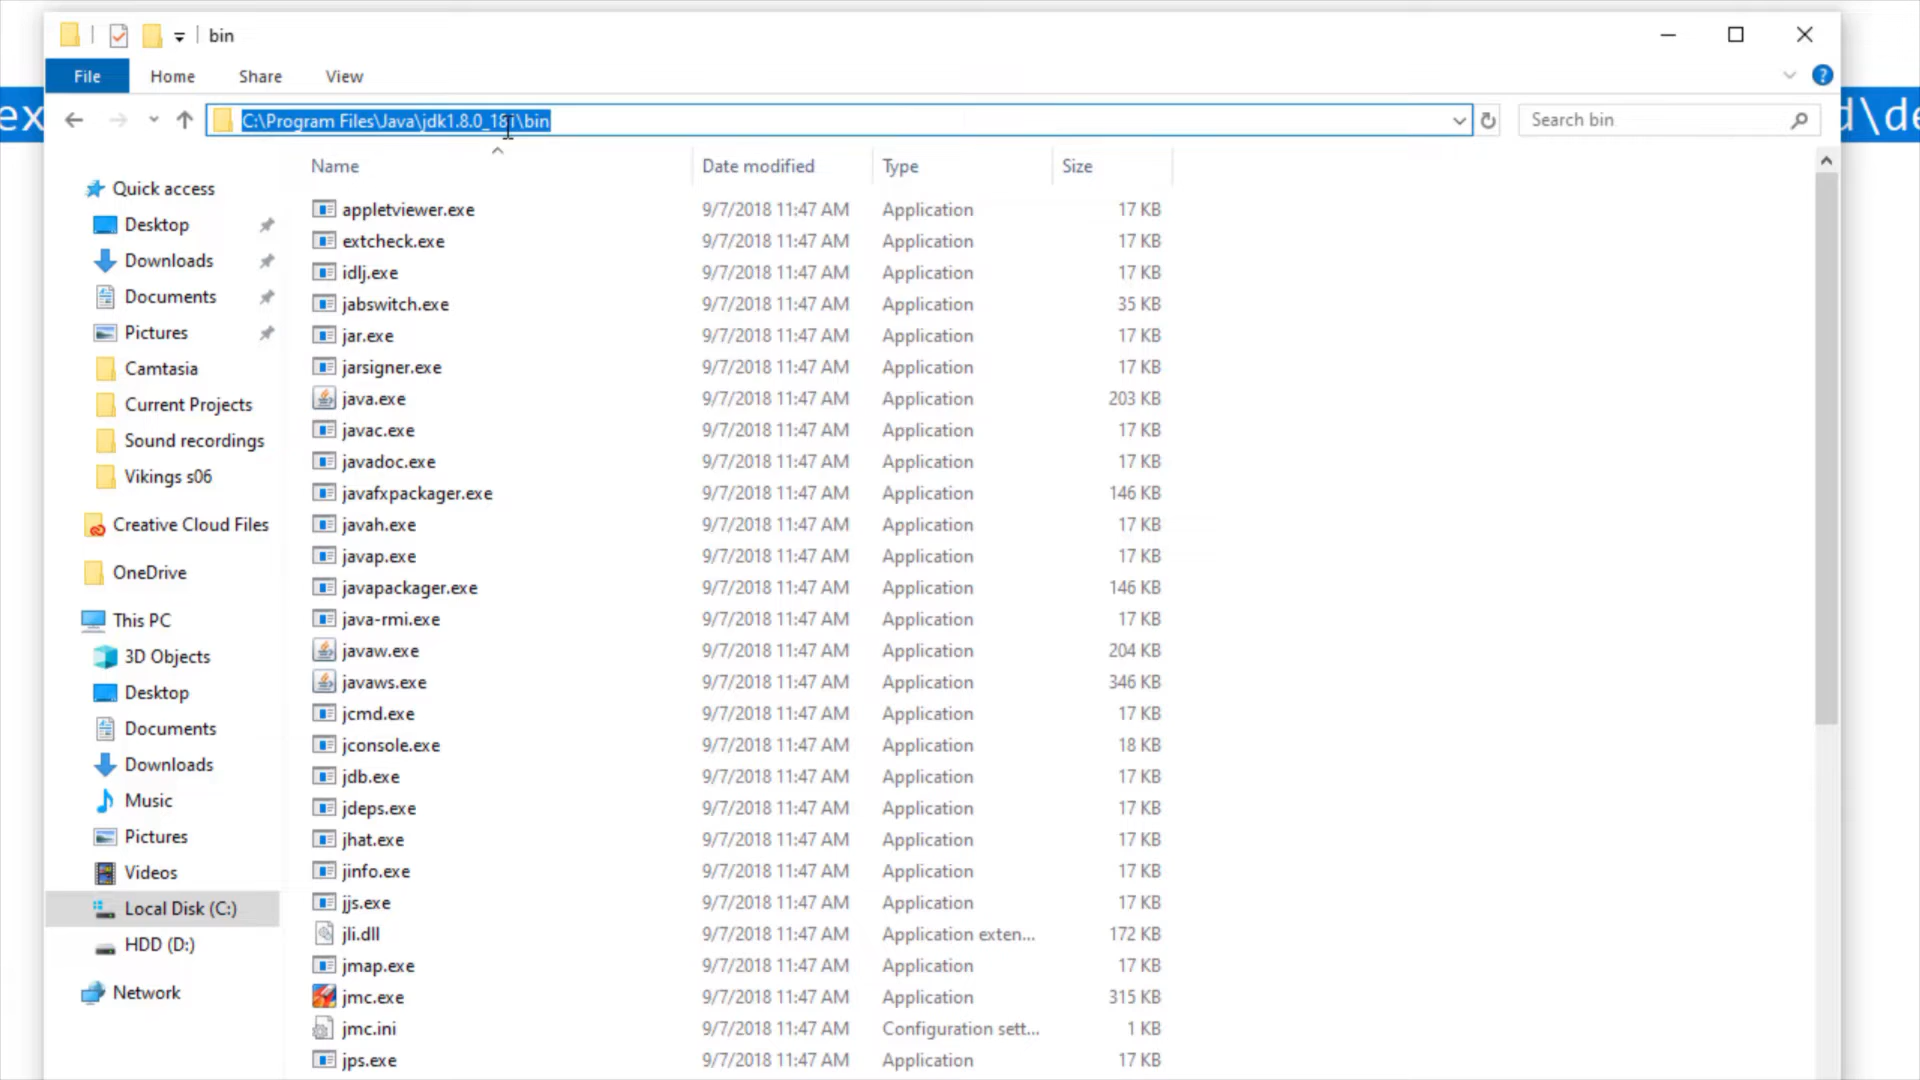 bin
File Home Share View
ex
C:\Program Files\Java\jdk1.8.0_181\bin
Search bin
d\de
Name Date modified Type Size
Quick access
Desktop
Downloads
Documents
Pictures
Camtasia
Current Projects
Sound recordings
Vikings s06
Creative Cloud Files
OneDrive
This PC
3D Objects
Desktop
Documents
Downloads
Music
Pictures
Videos
Local Disk (C:)
HDD (D:)
Network
appletviewer.exe 9/7/2018 11:47 AM Application 17 KB
extcheck.exe 9/7/2018 11:47 AM Application 17 KB
idlj.exe 9/7/2018 11:47 AM Application 17 KB
jabswitch.exe 9/7/2018 11:47 AM Application 35 KB
jar.exe 9/7/2018 11:47 AM Application 17 KB
jarsigner.exe 9/7/2018 11:47 AM Application 17 KB
java.exe 9/7/2018 11:47 AM Application 203 KB
javac.exe 9/7/2018 11:47 AM Application 17 KB
javadoc.exe 9/7/2018 11:47 AM Application 17 KB
javafxpackager.exe 9/7/2018 11:47 AM Application 146 KB
javah.exe 9/7/2018 11:47 AM Application 17 KB
javap.exe 9/7/2018 11:47 AM Application 17 KB
javapackager.exe 9/7/2018 11:47 AM Application 146 KB
java-rmi.exe 9/7/2018 11:47 AM Application 17 KB
javaw.exe 9/7/2018 11:47 AM Application 204 KB
javaws.exe 9/7/2018 11:47 AM Application 346 KB
jcmd.exe 9/7/2018 11:47 AM Application 17 KB
jconsole.exe 9/7/2018 11:47 AM Application 18 KB
jdb.exe 9/7/2018 11:47 AM Application 17 KB
jdeps.exe 9/7/2018 11:47 AM Application 17 KB
jhat.exe 9/7/2018 11:47 AM Application 17 KB
jinfo.exe 9/7/2018 11:47 AM Application 17 KB
jjs.exe 9/7/2018 11:47 AM Application 17 KB
jli.dll 9/7/2018 11:47 AM Application exten... 172 KB
jmap.exe 9/7/2018 11:47 AM Application 17 KB
jmc.exe 9/7/2018 11:47 AM Application 315 KB
jmc.ini 9/7/2018 11:47 AM Configuration sett... 1 KB
jps.exe 9/7/2018 11:47 AM Application 17 KB